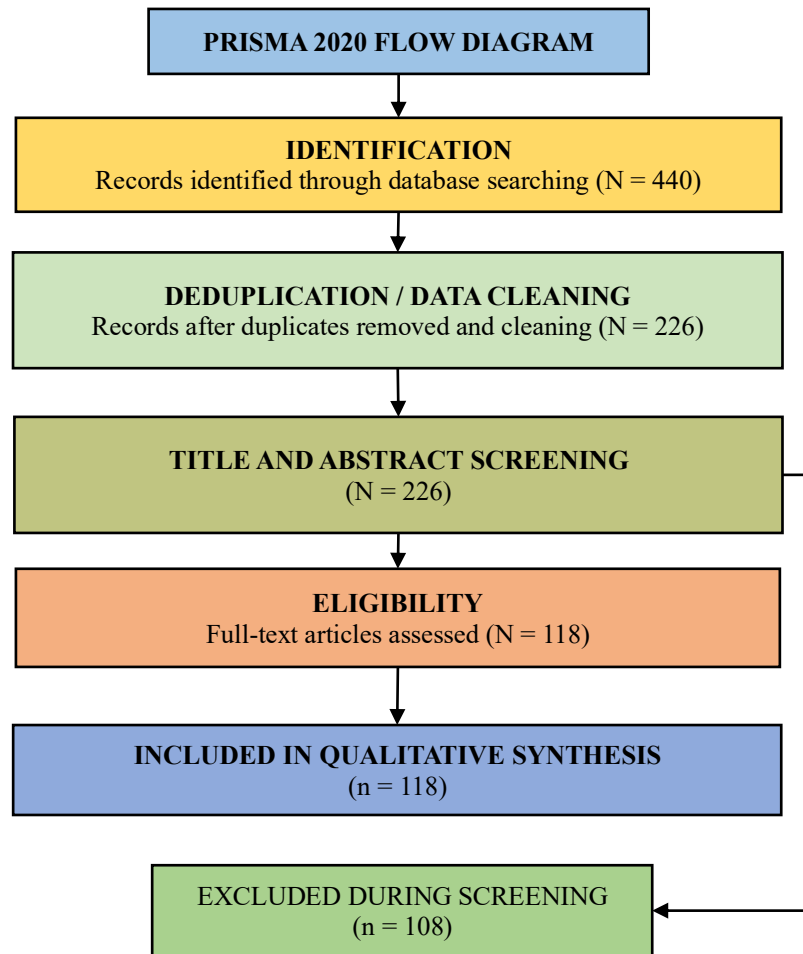 PRISMA 2020 FLOW DIAGRAM
IDENTIFICATION
Records identified through database searching (N = 440)
DEDUPLICATION / DATA CLEANING
Records after duplicates removed and cleaning (N = 226)
TITLE AND ABSTRACT SCREENING
(N = 226)
ELIGIBILITY
Full-text articles assessed (N = 118)
INCLUDED IN QUALITATIVE SYNTHESIS
(n = 118)
EXCLUDED DURING SCREENING
(n = 108)